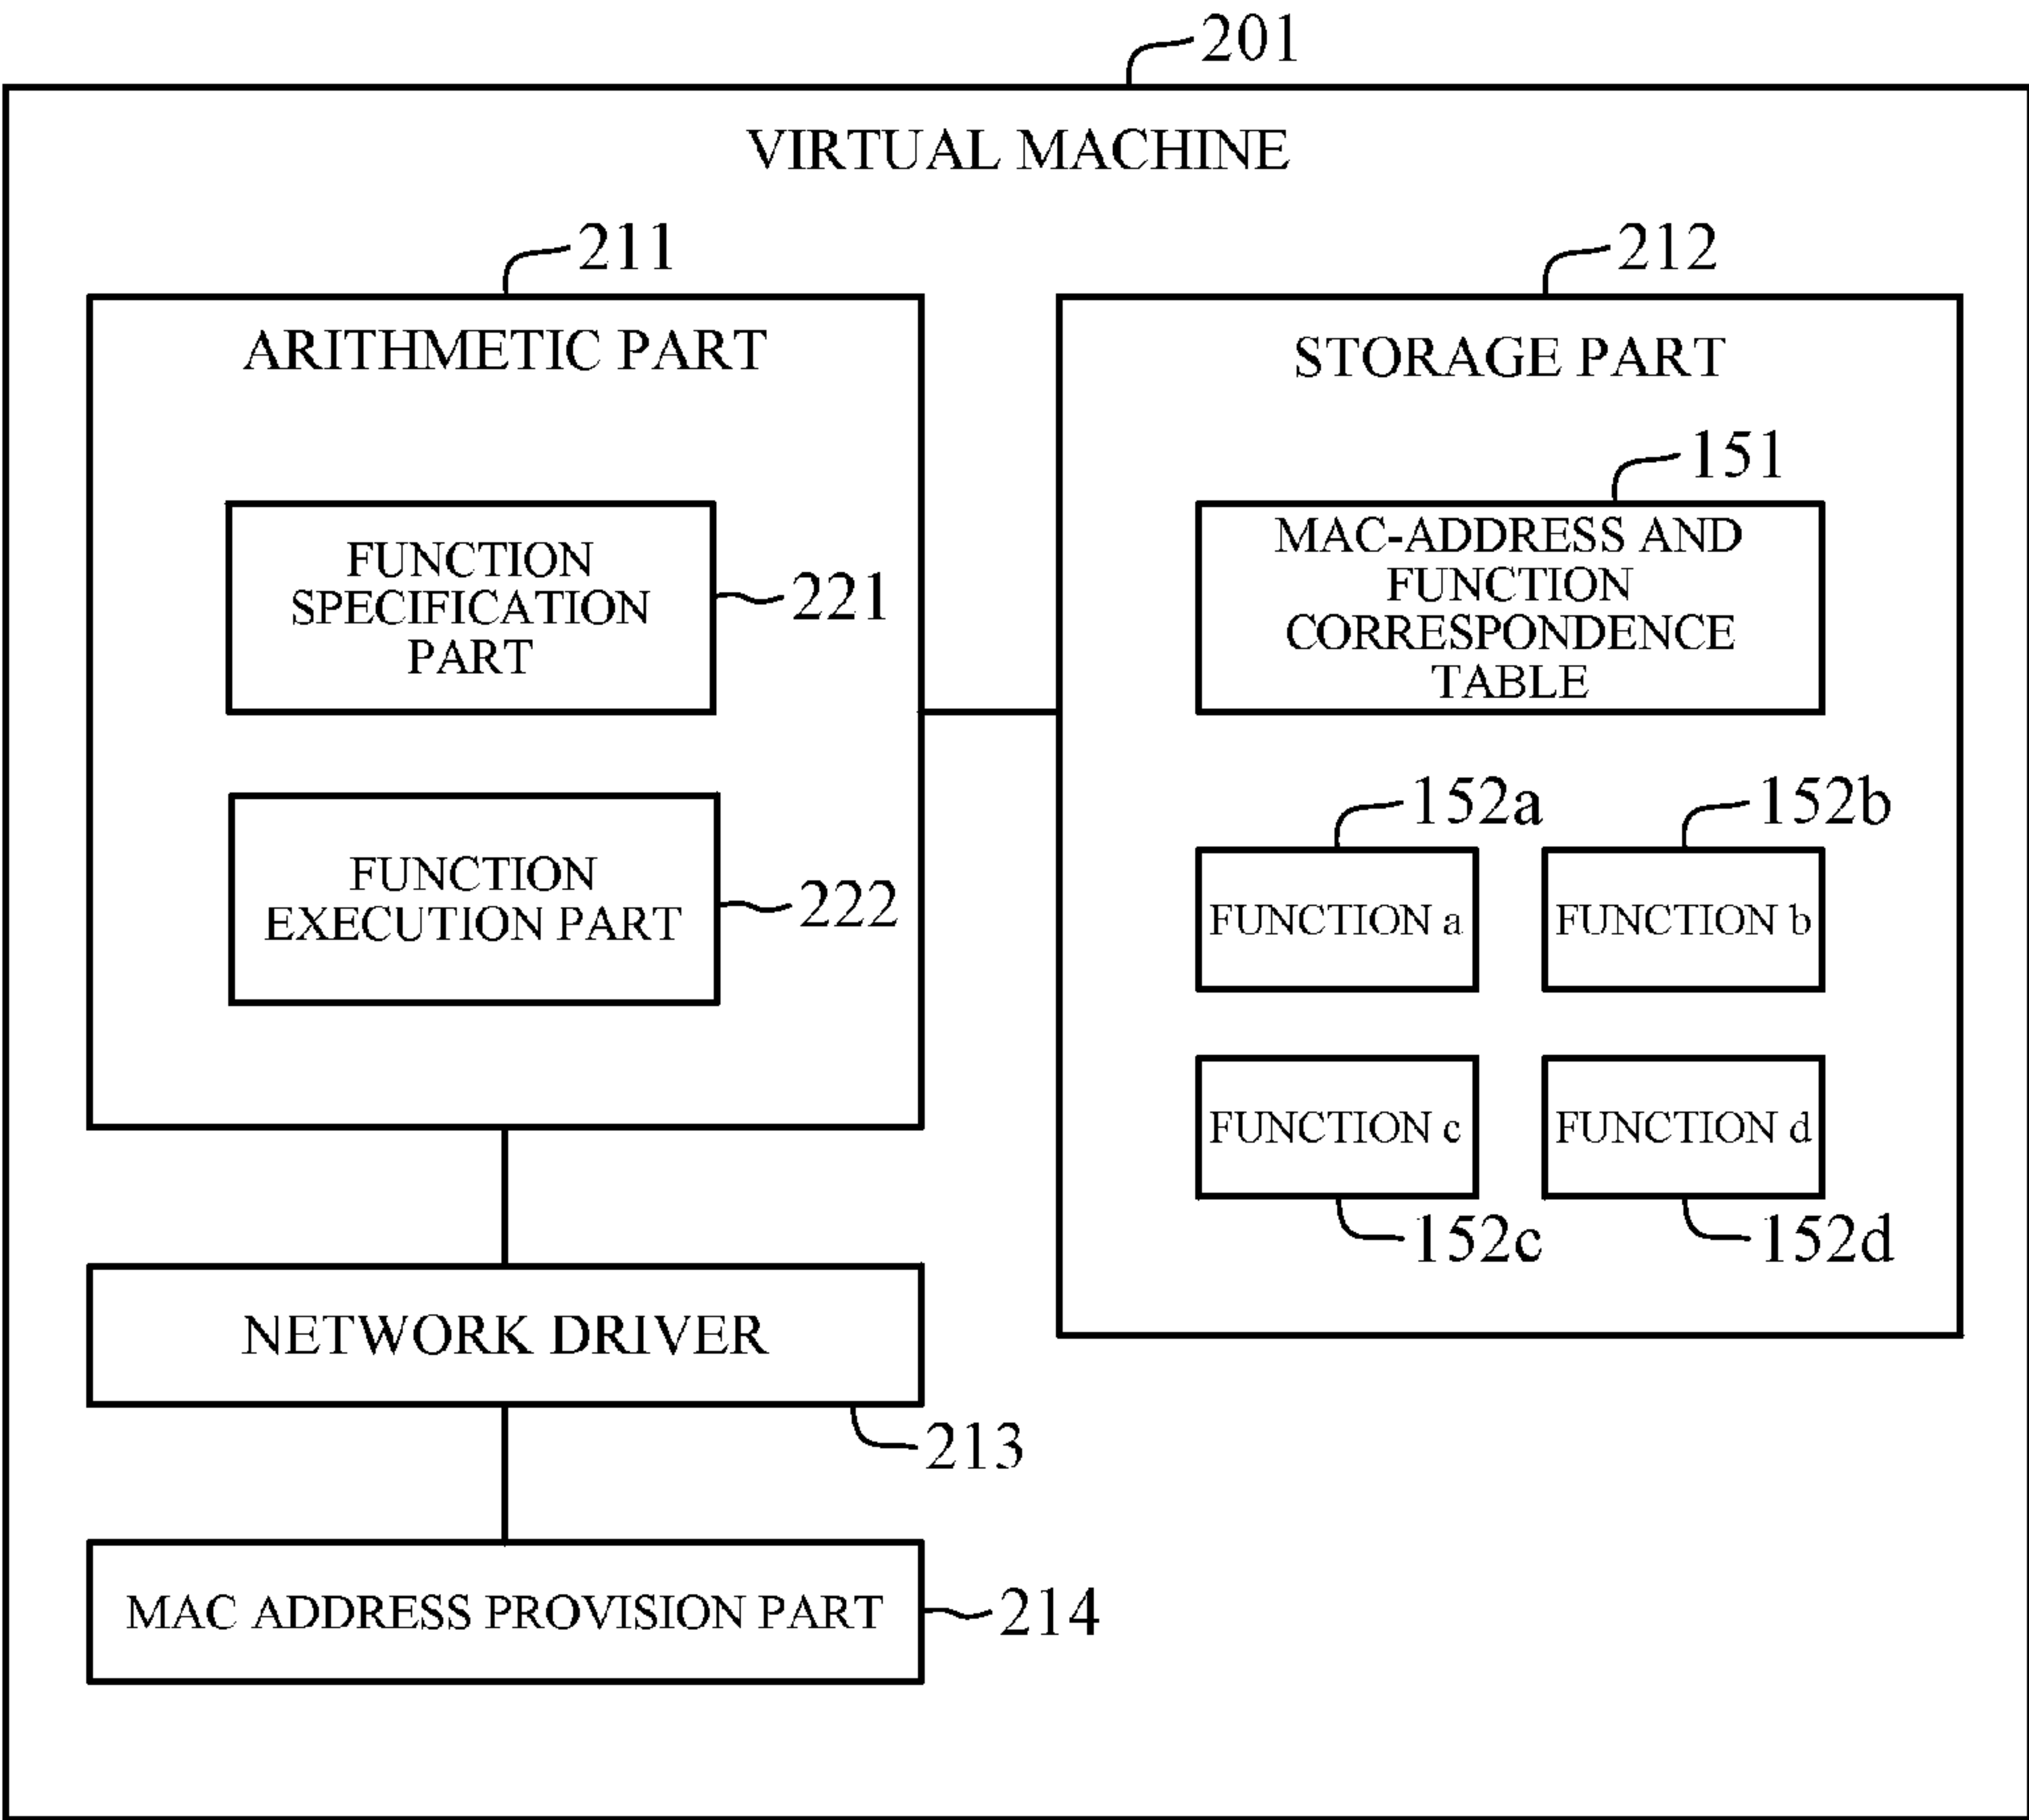 201
VIRTUAL MACHINE
211
ARITHMETIC PART
FUNCTION
SPECIFICATION
PART
221
FUNCTION
EXECUTION PART
222
212
STORAGE PART
151
MAC-ADDRESS AND
FUNCTION
CORRESPONDENCE
TABLE
152a
152b
FUNCTION a
FUNCTION b
FUNCTION c
FUNCTION d
152c
152d
NETWORK DRIVER
213
MAC ADDRESS PROVISION PART
214